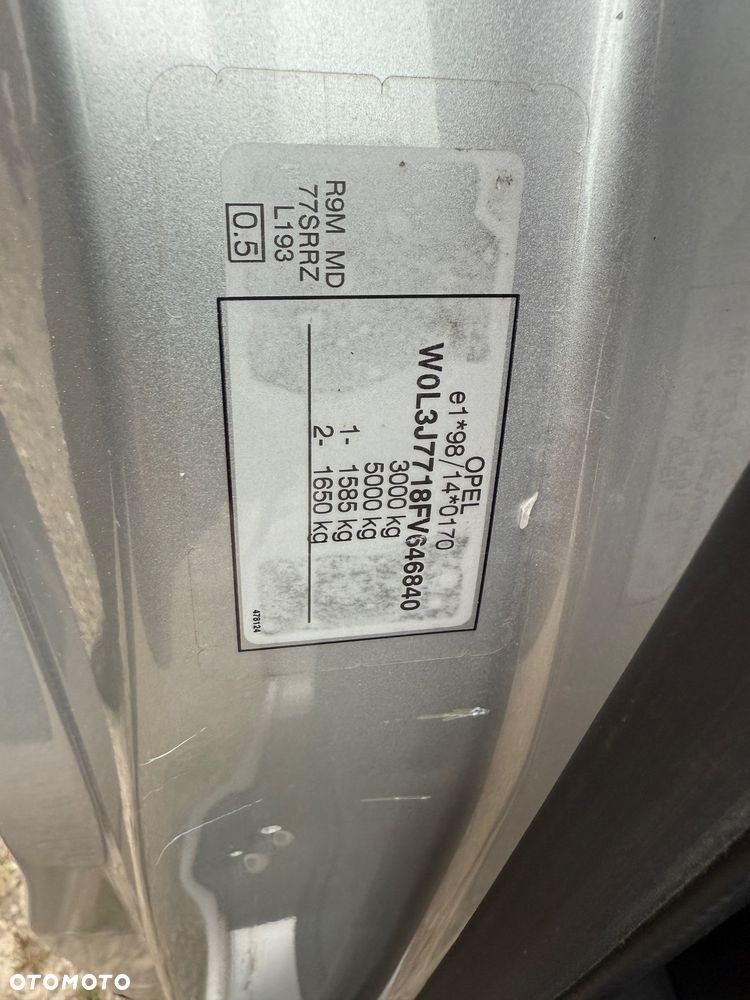 OPEL
e1*98/14*0170
W0L3J7718FV646840
3000 kg
5000 kg
1- 1585 kg
2- 1650 kg
478124
R9M MD
77SRRZ
L193
0.5
OTOMOTO